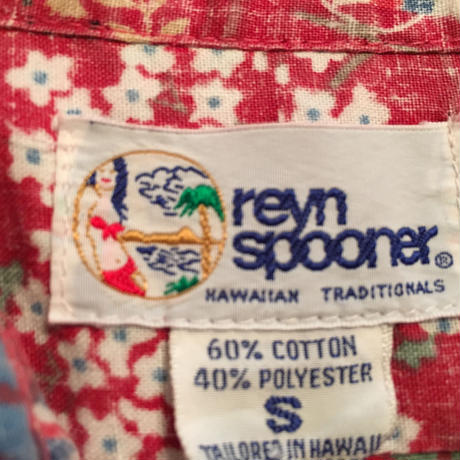 reyn
spooner®
HAWAIIAN TRADITIONALS
60% COTTON
40% POLYESTER
S
TAILORED IN HAWAII